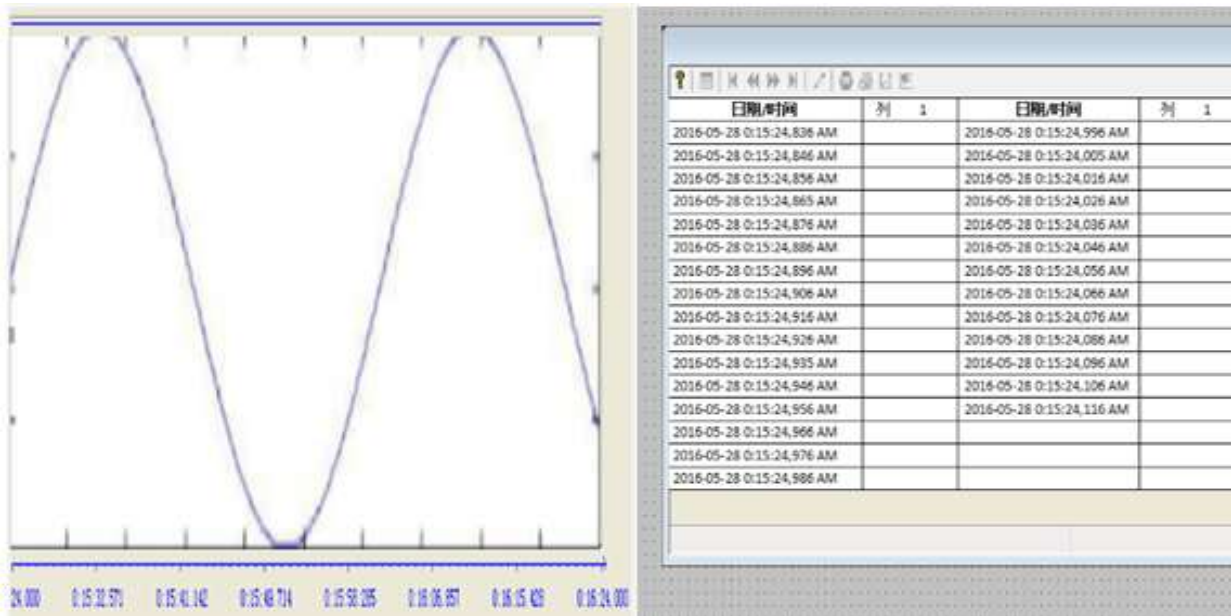 日期/时间 列 1 日期/时间 列 1
2016-05-28 0:15:24,836 AM 2016-05-28 0:15:24,996 AM
2016-05-28 0:15:24,846 AM 2016-05-28 0:15:24,005 AM
2016-05-28 0:15:24,856 AM 2016-05-28 0:15:24,016 AM
2016-05-28 0:15:24,865 AM 2016-05-28 0:15:24,026 AM
2016-05-28 0:15:24,876 AM 2016-05-28 0:15:24,036 AM
2016-05-28 0:15:24,886 AM 2016-05-28 0:15:24,046 AM
2016-05-28 0:15:24,896 AM 2016-05-28 0:15:24,056 AM
2016-05-28 0:15:24,906 AM 2016-05-28 0:15:24,066 AM
2016-05-28 0:15:24,916 AM 2016-05-28 0:15:24,076 AM
2016-05-28 0:15:24,926 AM 2016-05-28 0:15:24,086 AM
2016-05-28 0:15:24,935 AM 2016-05-28 0:15:24,096 AM
2016-05-28 0:15:24,946 AM 2016-05-28 0:15:24,106 AM
2016-05-28 0:15:24,956 AM 2016-05-28 0:15:24,116 AM
2016-05-28 0:15:24,966 AM
2016-05-28 0:15:24,976 AM
2016-05-28 0:15:24,986 AM
24.000 0:15:32.571 0:15:41.142 0:15:49.714 0:15:58.285 0:16:06.857 0:16:15.428 0:16:24.000